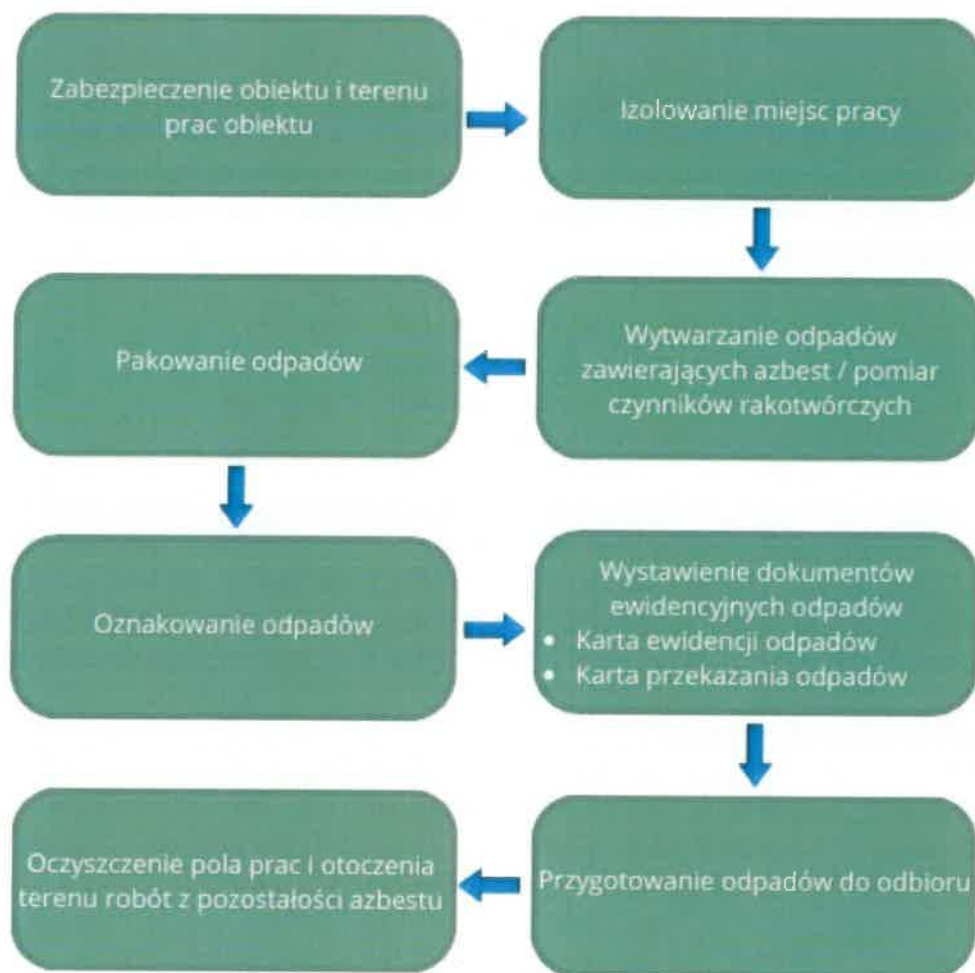 Zabezpieczenie obiektu i terenu
prac obiektu
Izolowanie miejsc pracy
Wytwarzanie odpadów
zawierających azbest / pomiar
czynników rakotwórczych
Pakowanie odpadów
Oznakowanie odpadów
Wystawienie dokumentów
ewidencyjnych odpadów
• Karta ewidencji odpadów
• Karta przekazania odpadów
Przygotowanie odpadów do odbioru
Oczyszczenie pola prac i otoczenia
terenu robót z pozostałości azbestu